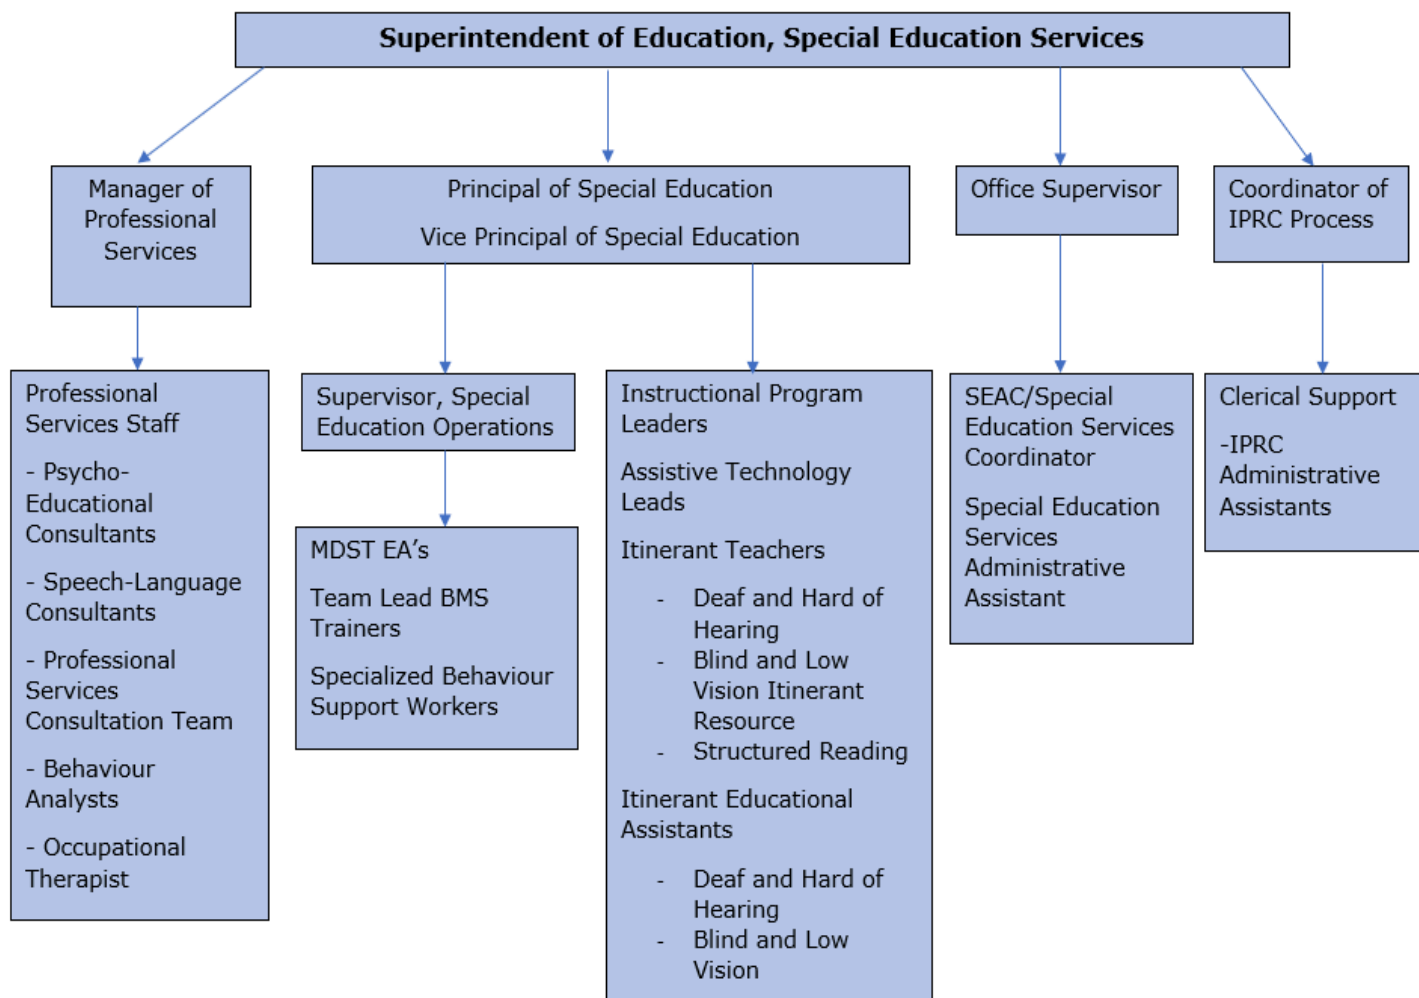 Superintendent of Education, Special Education Services
Manager of
Professional
Services
Principal of Special Education
Vice Principal of Special Education
Office Supervisor
Coordinator of
IPRC Process
Professional
Services Staff
- Psycho-
Educational
Consultants
- Speech-Language
Consultants
- Professional
Services
Consultation Team
- Behaviour
Analysts
- Occupational
Therapist
Supervisor, Special
Education Operations
MDST EA’s
Team Lead BMS
Trainers
Specialized Behaviour
Support Workers
Instructional Program
Leaders
Assistive Technology
Leads
Itinerant Teachers
- Deaf and Hard of
Hearing
- Blind and Low
Vision Itinerant
Resource
- Structured Reading
Itinerant Educational
Assistants
- Deaf and Hard of
Hearing
- Blind and Low
Vision
SEAC/Special
Education Services
Coordinator
Special Education
Services
Administrative
Assistant
Clerical Support
-IPRC
Administrative
Assistants